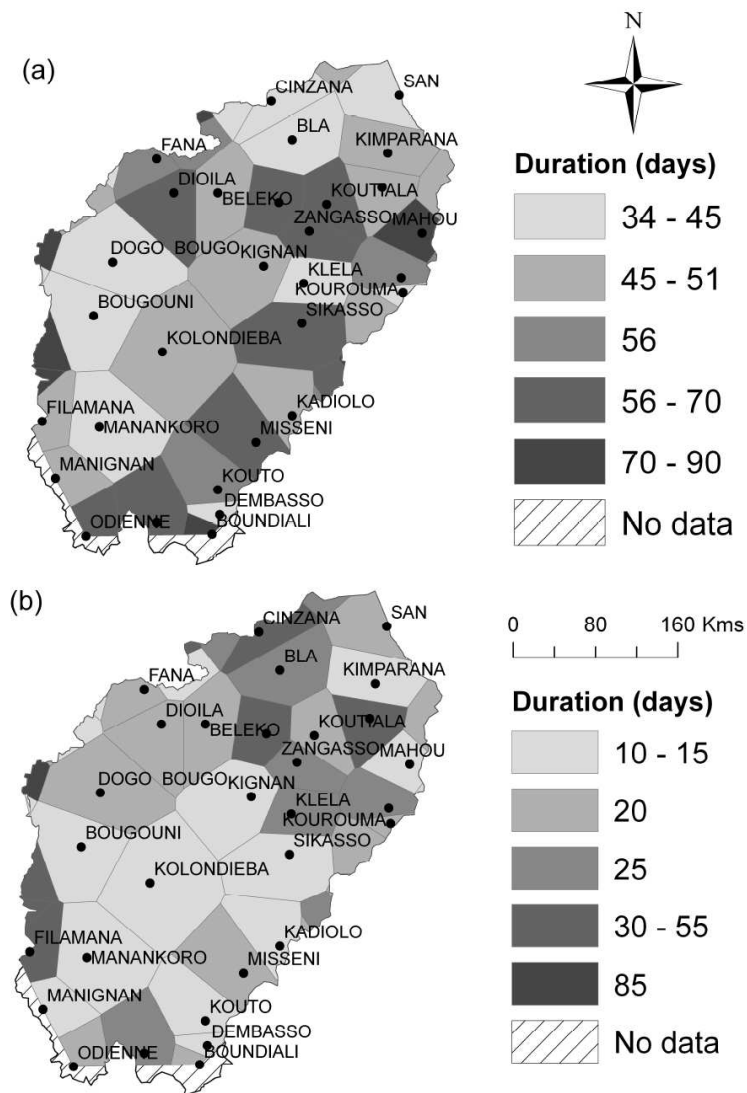 (a)
N
CINZANA
SAN
BLA
KIMPARANA
FANA
DIOILA
BELEKO
KOUTIALA
ZANGASSO
MAHOU
DOGO
BOUGO
KIGNAN
KLELA
KOUROUMA
BOUGOUNI
SIKASSO
KOLONDIEBA
FILAMANA
KADIOLO
MANANKORO
MISSENI
MANIGNAN
KOUTO
DEMBASSO
ODIENNE
BOUNDIALI
Duration (days)
34 - 45
45 - 51
56
56 - 70
70 - 90
No data
(b)
CINZANA
SAN
BLA
KIMPARANA
FANA
DIOILA
BELEKO
KOUTIALA
ZANGASSO
MAHOU
DOGO
BOUGO
KIGNAN
KLELA
KOUROUMA
BOUGOUNI
SIKASSO
KOLONDIEBA
FILAMANA
KADIOLO
MANANKORO
MISSENI
MANIGNAN
KOUTO
DEMBASSO
ODIENNE
BOUNDIALI
0 80 160 Kms
Duration (days)
10 - 15
20
25
30 - 55
85
No data